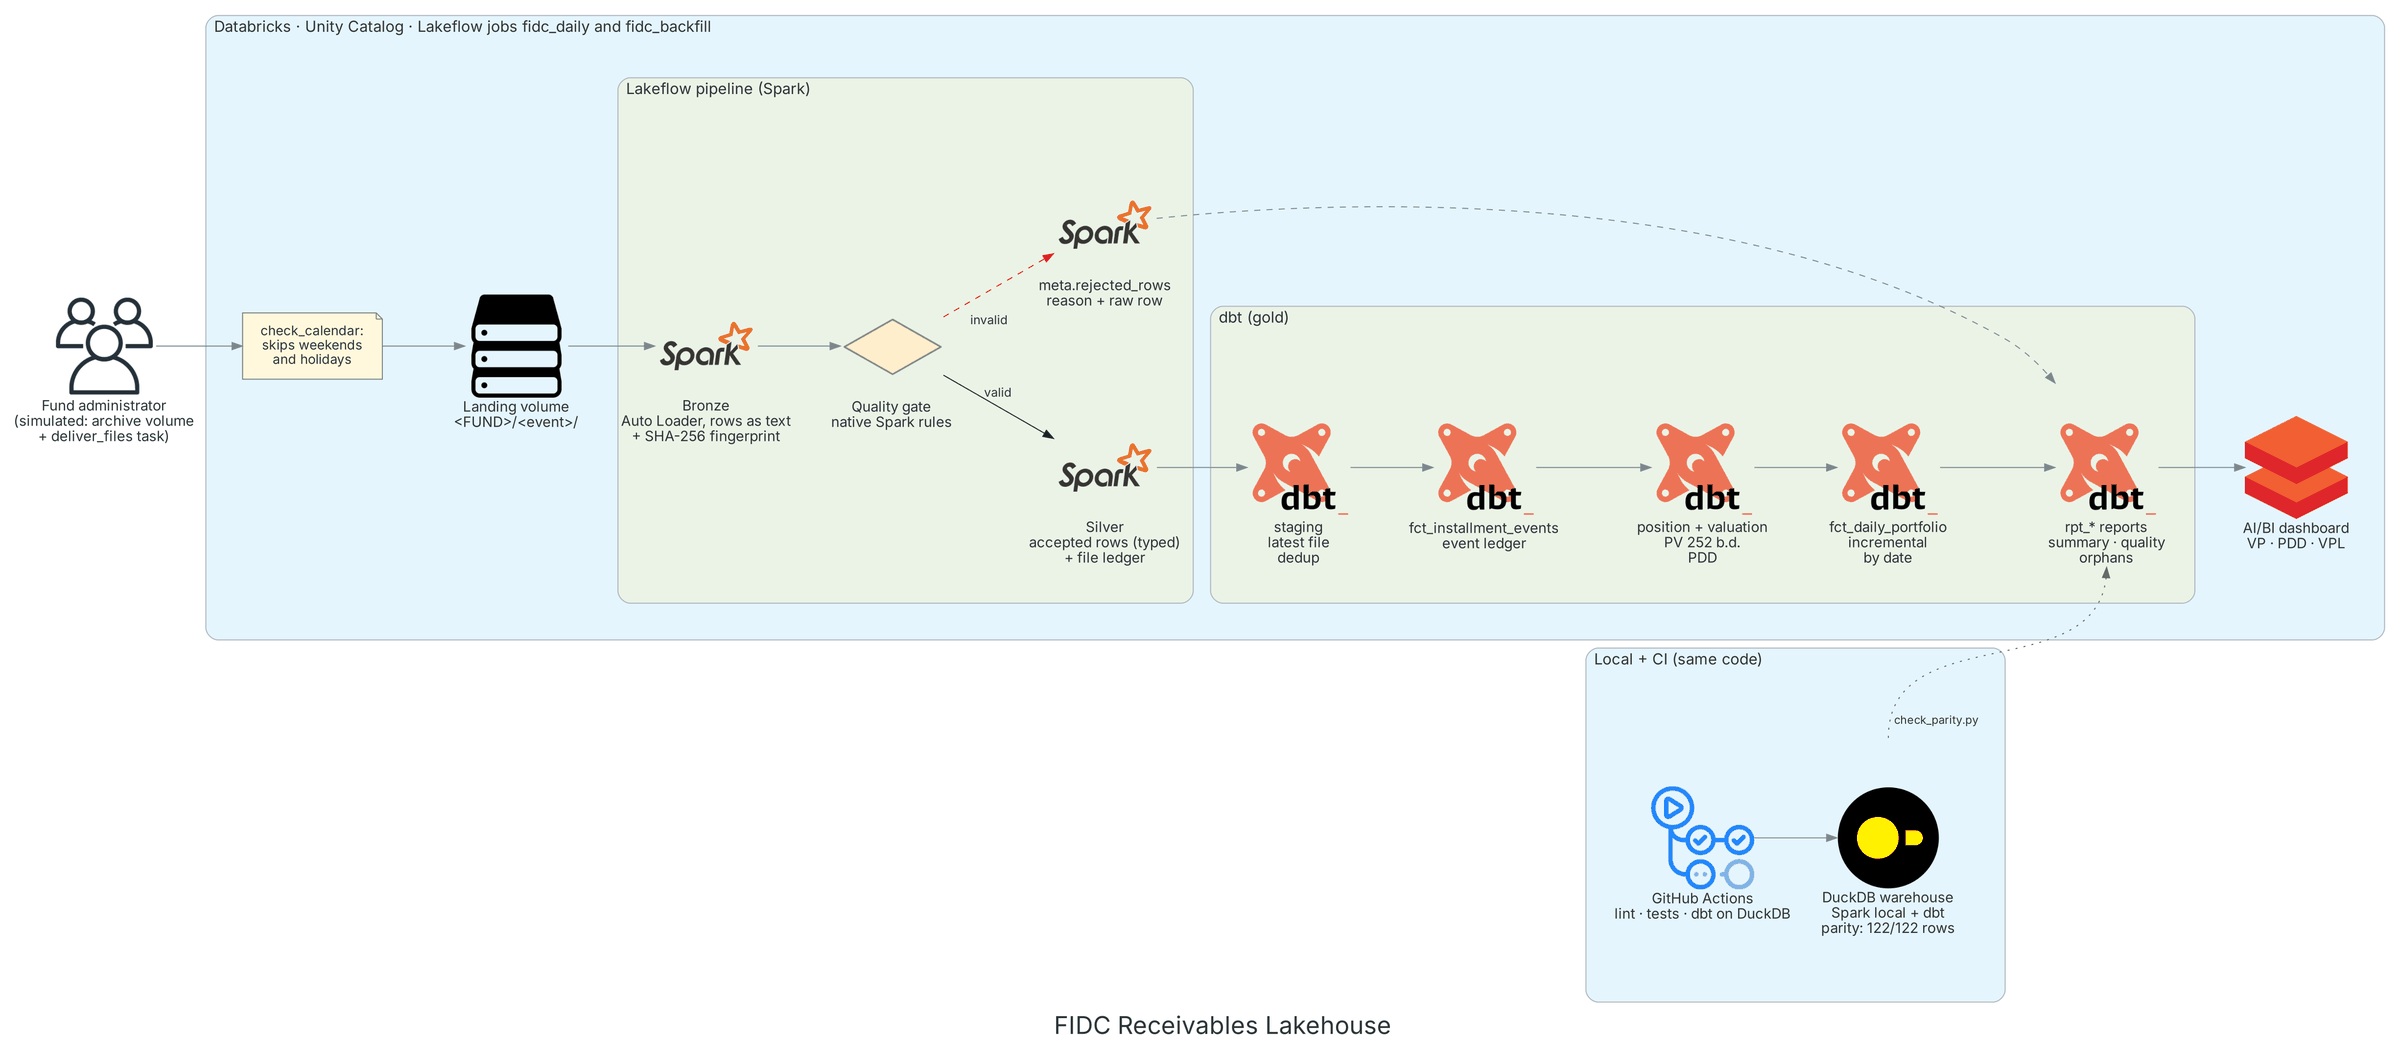 Databricks · Unity Catalog · Lakeflow jobs fidc_daily and fidc_backfill
Lakeflow pipeline (Spark)
Fund administrator
(simulated: archive volume
+ deliver_files task)
check_calendar:
skips weekends
and holidays
Landing volume
<FUND>/<event>/
Spark
Bronze
Auto Loader, rows as text
+ SHA-256 fingerprint
Quality gate
native Spark rules
invalid
valid
Spark
meta.rejected_rows
reason + raw row
Spark
Silver
accepted rows (typed)
+ file ledger
dbt (gold)
dbt_
staging
latest file
dedup
dbt_
fct_installment_events
event ledger
dbt_
position + valuation
PV 252 b.d.
PDD
dbt_
fct_daily_portfolio
incremental
by date
dbt_
rpt_* reports
summary · quality
orphans
AI/BI dashboard
VP · PDD · VPL
Local + CI (same code)
check_parity.py
GitHub Actions
lint · tests · dbt on DuckDB
DuckDB warehouse
Spark local + dbt
parity: 122/122 rows
FIDC Receivables Lakehouse